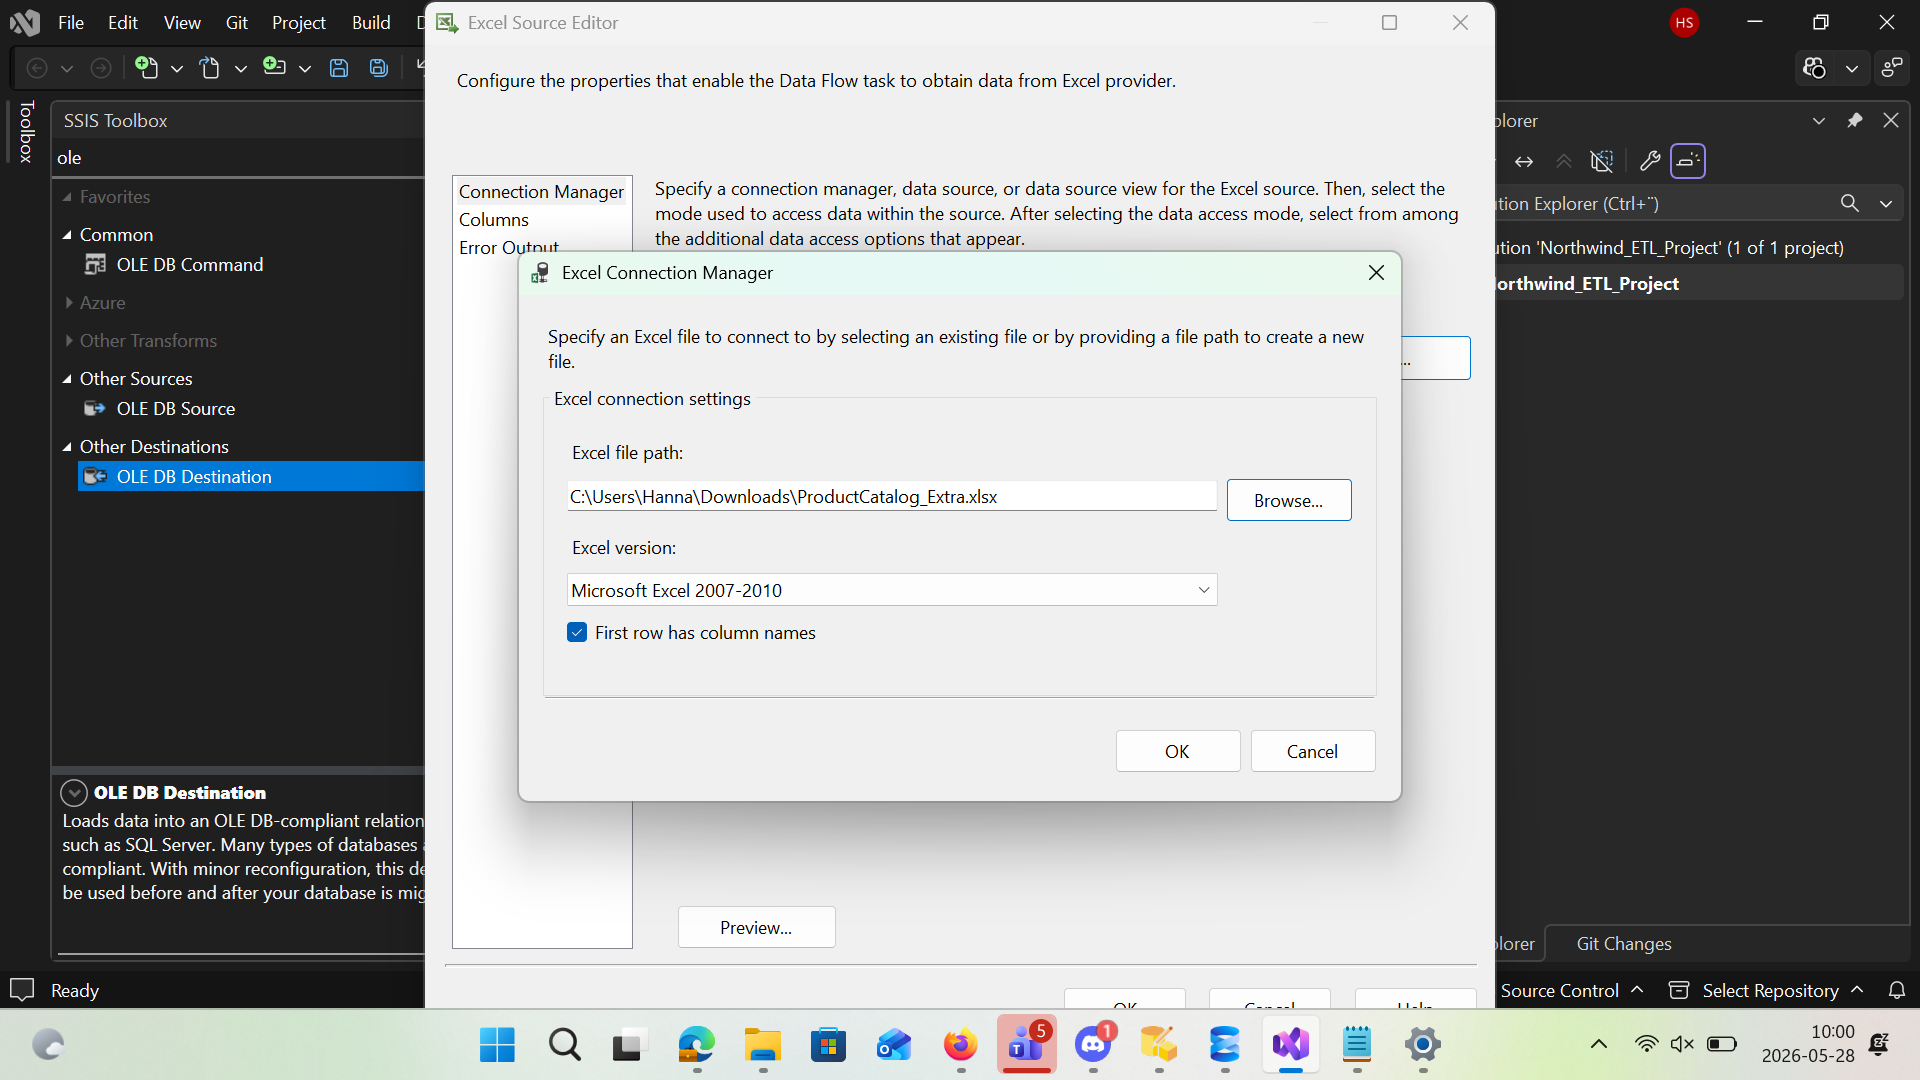 File Edit View Git Project Build
Excel Source Editor
HS
Configure the properties that enable the Data Flow task to obtain data from Excel provider.
Toolbox
SSIS Toolbox
ole
Favorites
Common
OLE DB Command
Azure
Other Transforms
Other Sources
OLE DB Source
Other Destinations
OLE DB Destination
Connection Manager
Columns
Error Output
Specify a connection manager, data source, or data source view for the Excel source. Then, select the
mode used to access data within the source. After selecting the data access mode, select from among
the additional data access options that appear.
Excel Connection Manager
Specify an Excel file to connect to by selecting an existing file or by providing a file path to create a new
file.
Excel connection settings
Excel file path:
C:\Users\Hanna\Downloads\ProductCatalog_Extra.xlsx
Browse...
Excel version:
Microsoft Excel 2007-2010
First row has column names
OK
Cancel
Preview...
OK
Cancel
Help
plorer
ution Explorer (Ctrl+¨)
ution 'Northwind_ETL_Project' (1 of 1 project)
lorthwind_ETL_Project
plorer
Git Changes
OLE DB Destination
Loads data into an OLE DB-compliant relation
such as SQL Server. Many types of databases
compliant. With minor reconfiguration, this de
be used before and after your database is mig
Ready
Source Control
Select Repository
5
1
10:00
2026-05-28